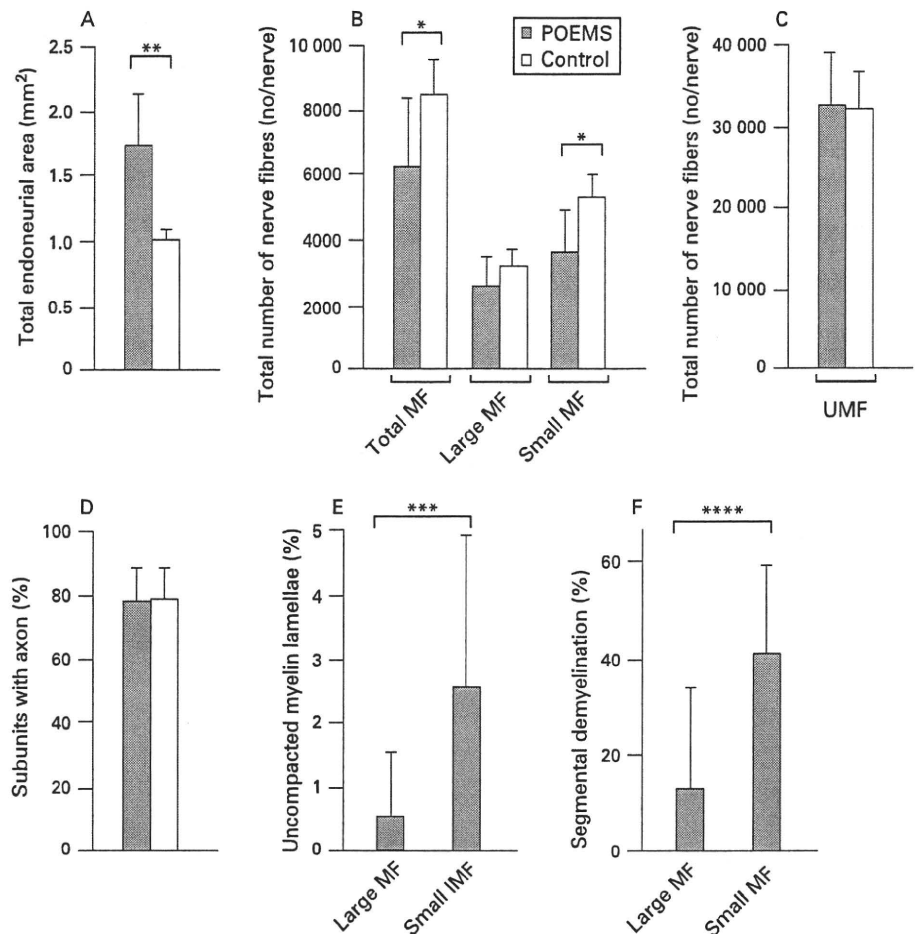 A
Total endoneurial area (mm²)
2.5
2.0
1.5
1.0
0.5
0
**
B
Total number of nerve fibres (no/nerve)
10 000
8000
6000
4000
2000
0
*
*
POEMS
Control
Total MF
Large MF
Small MF
C
Total number of nerve fibers (no/nerve)
40 000
30 000
20 000
10 000
0
UMF
D
Subunits with axon (%)
100
80
60
40
20
0
E
Uncompacted myelin lamellae (%)
5
4
3
2
1
0
***
Large MF
Small IMF
F
Segmental demyelination (%)
60
40
20
0
****
Large MF
Small MF